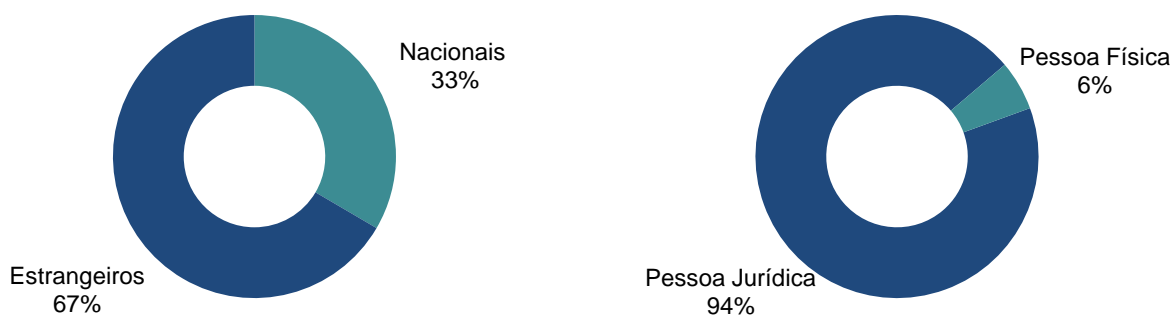 Nacionais
33%
Estrangeiros
67%
Pessoa Física
6%
Pessoa Jurídica
94%